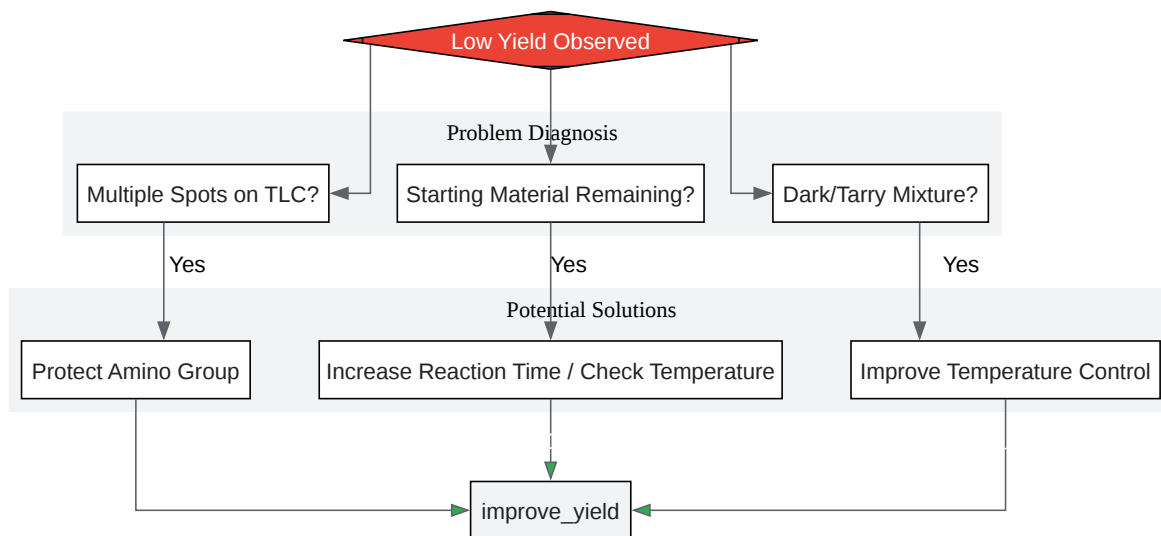 Low Yield Observed
Problem Diagnosis
Multiple Spots on TLC?
Starting Material Remaining?
Dark/Tarry Mixture?
Yes
Yes
Yes
Potential Solutions
Protect Amino Group
Increase Reaction Time / Check Temperature
Improve Temperature Control
improve_yield